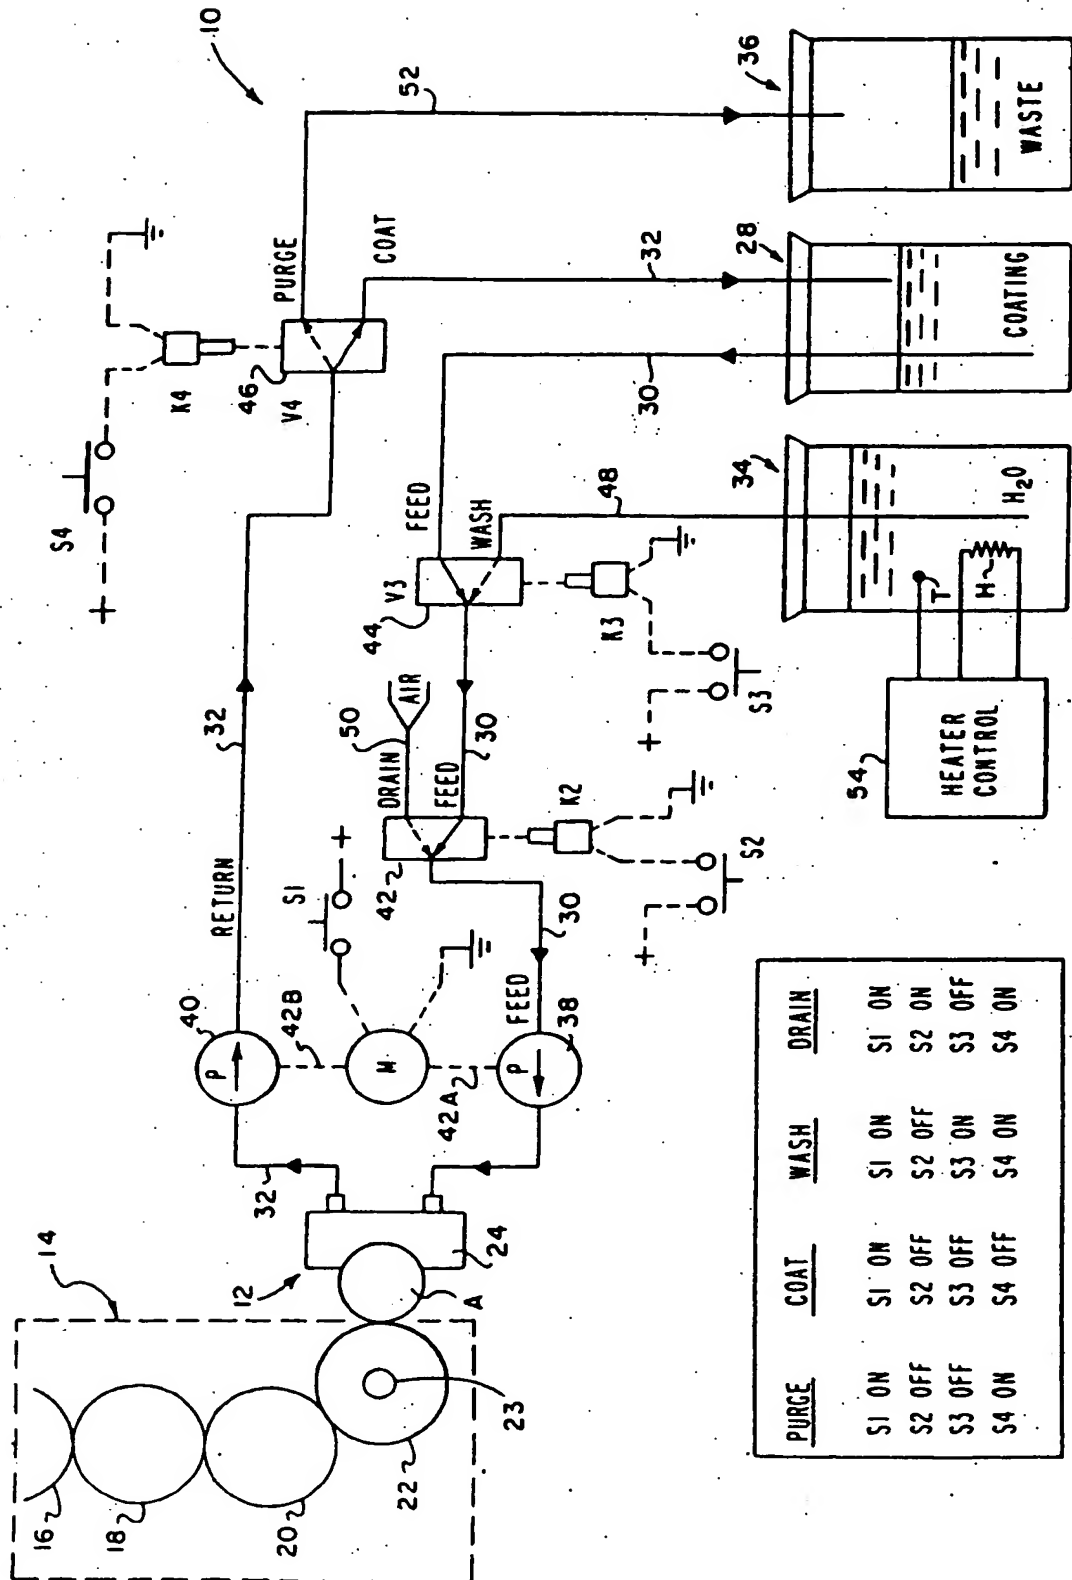 10
14
16
18
20
22
23
12
A
24
32
40
P
42B
M
42A
P
38
RETURN
32
S1
+
FEED
30
42
DRAIN
FEED
50
AIR
30
K2
S2
+
44
V3
FEED
WASH
K3
S3
+
S4
+
K4
46
V4
PURGE
COAT
52
32
30
48
34
H2O
T
H
54
HEATER
CONTROL
28
COATING
36
WASTE
PURGE COAT WASH DRAIN
S1 ON S1 ON S1 ON S1 ON
S2 OFF S2 OFF S2 OFF S2 ON
S3 OFF S3 OFF S3 ON S3 OFF
S4 ON S4 OFF S4 ON S4 ON